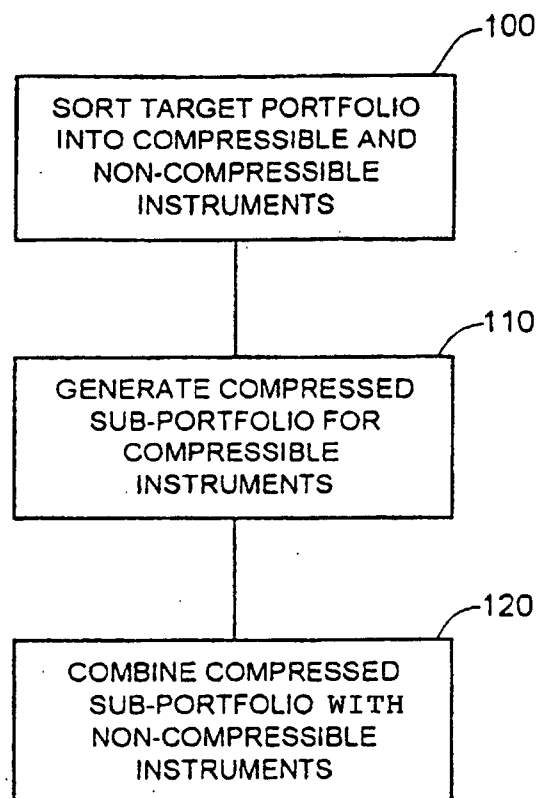 100
SORT TARGET PORTFOLIO
INTO COMPRESSIBLE AND
NON-COMPRESSIBLE
INSTRUMENTS
110
GENERATE COMPRESSED
SUB-PORTFOLIO FOR
COMPRESSIBLE
INSTRUMENTS
120
COMBINE COMPRESSED
SUB-PORTFOLIO WITH
NON-COMPRESSIBLE
INSTRUMENTS